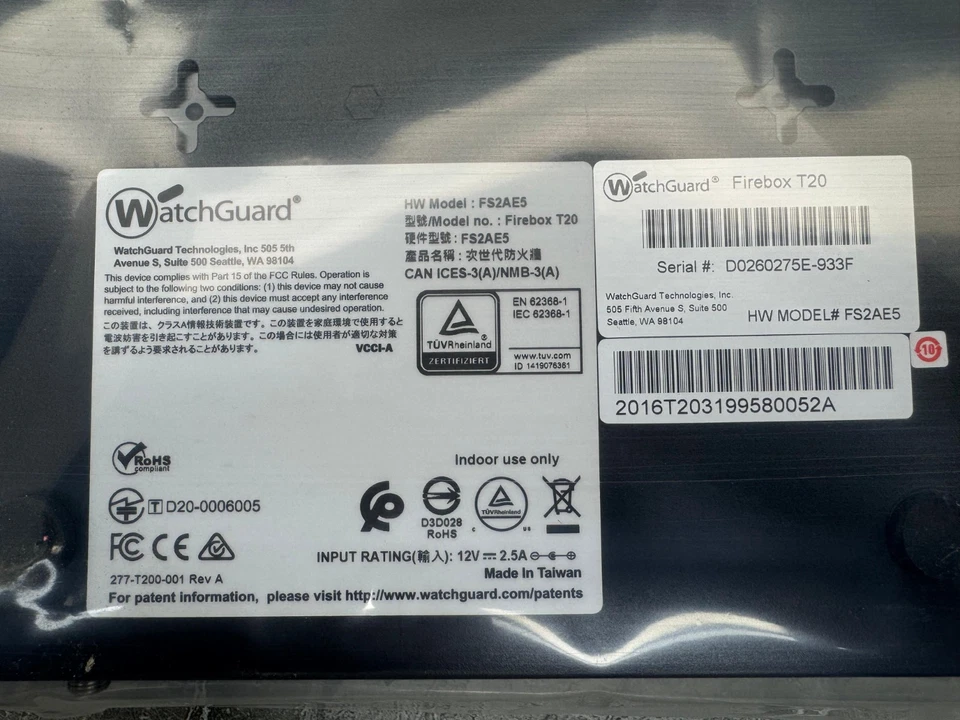 WatchGuard®
WatchGuard Technologies, Inc 505 5th
Avenue S, Suite 500 Seattle, WA 98104
This device complies with Part 15 of the FCC Rules. Operation is
subject to the following two conditions: (1) this device may not cause
harmful interference, and (2) this device must accept any interference
received, including interference that may cause undesired operation.
この装置は、クラスA情報技術装置です。この装置を家庭環境で使用すると
電波妨害を引き起こすことがあります。この場合には使用者が適切な対策
を講ずるよう要求されることがあります。
VCCI-A
HW Model : FS2AE5
型號/Model no. : Firebox T20
硬件型號 : FS2AE5
產品名稱 : 次世代防火牆
CAN ICES-3(A)/NMB-3(A)
TÜVRheinland®
ZERTIFIZIERT
EN 62368-1
IEC 62368-1
www.tuv.com
ID 1419076361
RoHS
compliant
T D20-0006005
FC CE
277-T200-001 Rev A
Indoor use only
D3D028
RoHS
c TÜVRheinland us
INPUT RATING(輸入): 12V 2.5A
Made In Taiwan
For patent information, please visit http://www.watchguard.com/patents
WatchGuard® Firebox T20
Serial #: D0260275E-933F
WatchGuard Technologies, Inc.
505 Fifth Avenue S, Suite 500
Seattle, WA 98104
HW MODEL# FS2AE5
2016T203199580052A
10